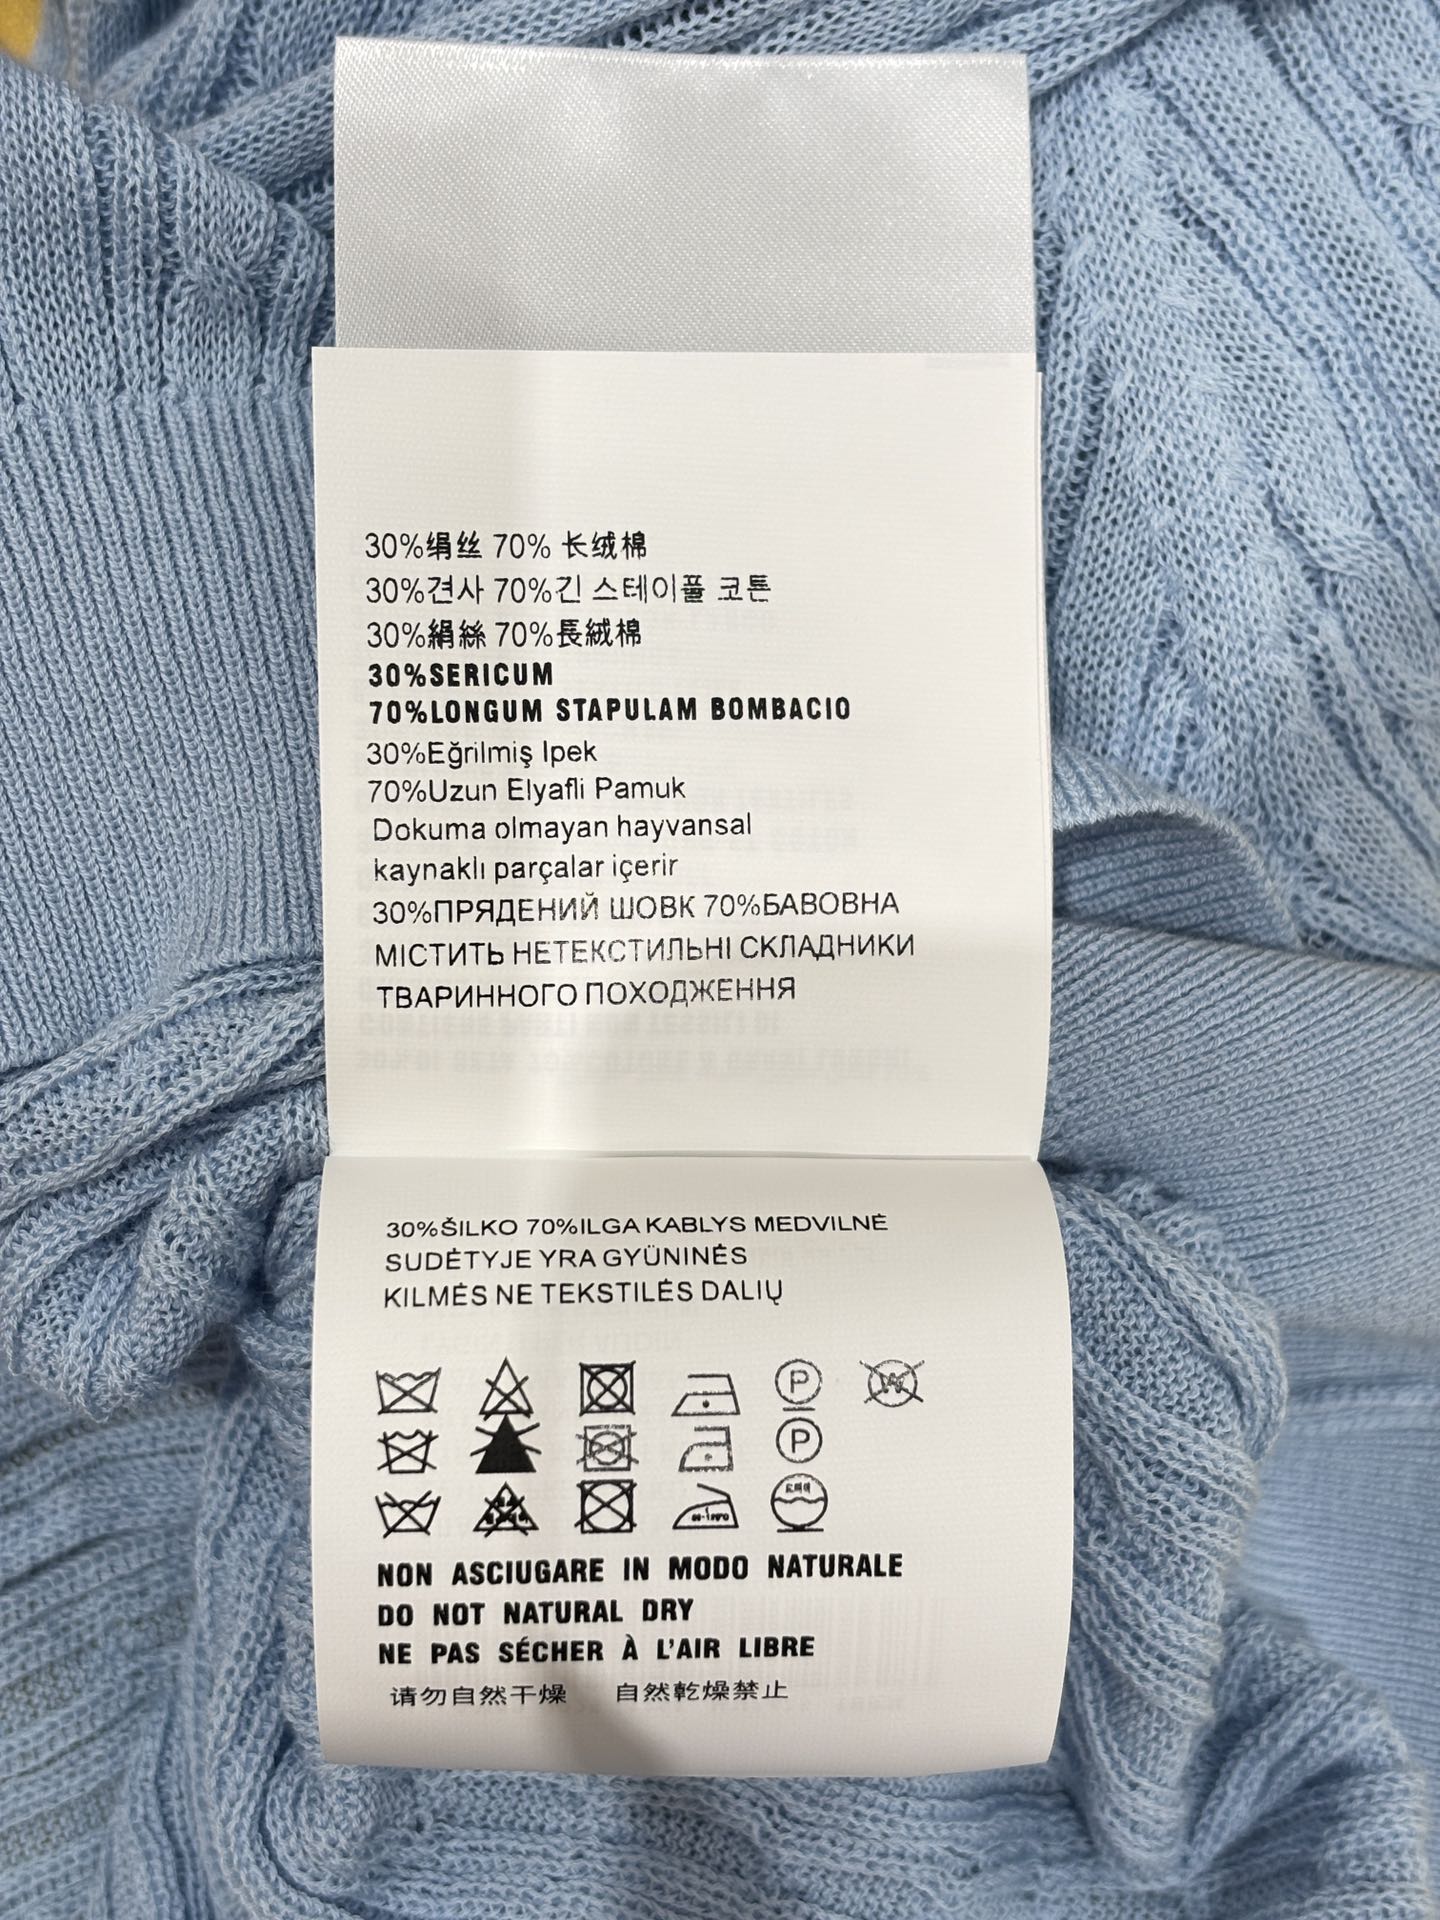 30%绢丝 70% 长绒棉
30%견사 70%긴 스테이플 코튼
30%絹絲 70%長絨棉
30%SERICUM
70%LONGUM STAPULAM BOMBACIO
30%Eğrilmiş Ipek
70%Uzun Elyafli Pamuk
Dokuma olmayan hayvansal
kaynaklı parçalar içerir
30%ПРЯДЕНИЙ ШОВК 70%БАВОВНА
МІСТИТЬ НЕТЕКСТИЛЬНІ СКЛАДНИКИ
ТВАРИННОГО ПОХОДЖЕННЯ
30%ŠILKO 70%ILGA KABLYS MEDVILNĖ
SUDĖTYJE YRA GYŪNINĖS
KILMĖS NE TEKSTILĖS DALIŲ
P
P
NON ASCIUGARE IN MODO NATURALE
DO NOT NATURAL DRY
NE PAS SÉCHER À L'AIR LIBRE
请勿自然干燥 自然乾燥禁止